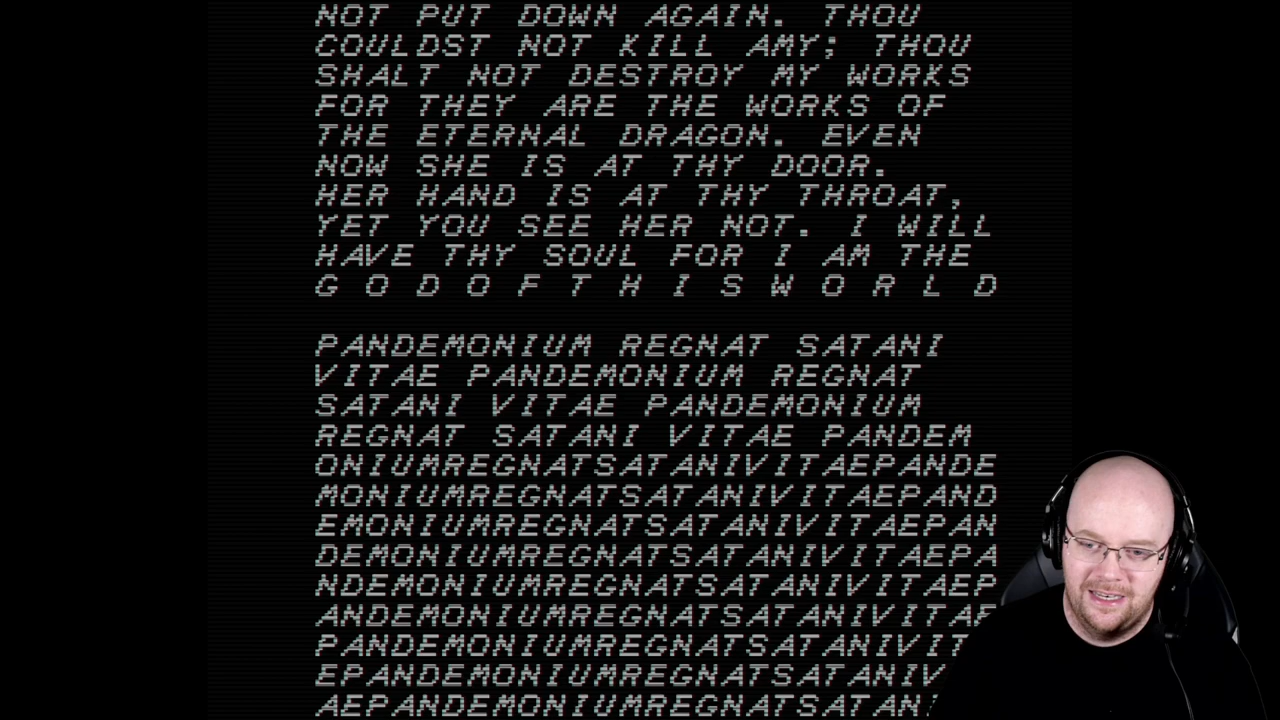 NOT PUT DOWN AGAIN. THOU
COULDST NOT KILL AMY; THOU
SHALT NOT DESTROY MY WORKS
FOR THEY ARE THE WORKS OF
THE ETERNAL DRAGON. EVEN
NOW SHE IS AT THY DOOR.
HER HAND IS AT THY THROAT,
YET YOU SEE HER NOT. I WILL
HAVE THY SOUL FOR I AM THE
G O D O F T H I S W O R L D
PANDEMONIUM REGNAT SATANI
VITAE PANDEMONIUM REGNAT
SATANI VITAE PANDEMONIUM
REGNAT SATANI VITAE PANDEM
ONIUMREGNATSATANIVITAEPANDE
MONIUMREGNATSATANIVITAEPAND
EMONIUMREGNATSATANIVITAEPAN
DEMONIUMREGNATSATANIVITAEPA
NDEMONIUMREGNATSATANIVITAEP
ANDEMONIUMREGNATSATANIVITAE
PANDEMONIUMREGNATSATANIVIT
EPANDEMONIUMREGNATSATANIV
AEPANDEMONIUMREGNATSATAN